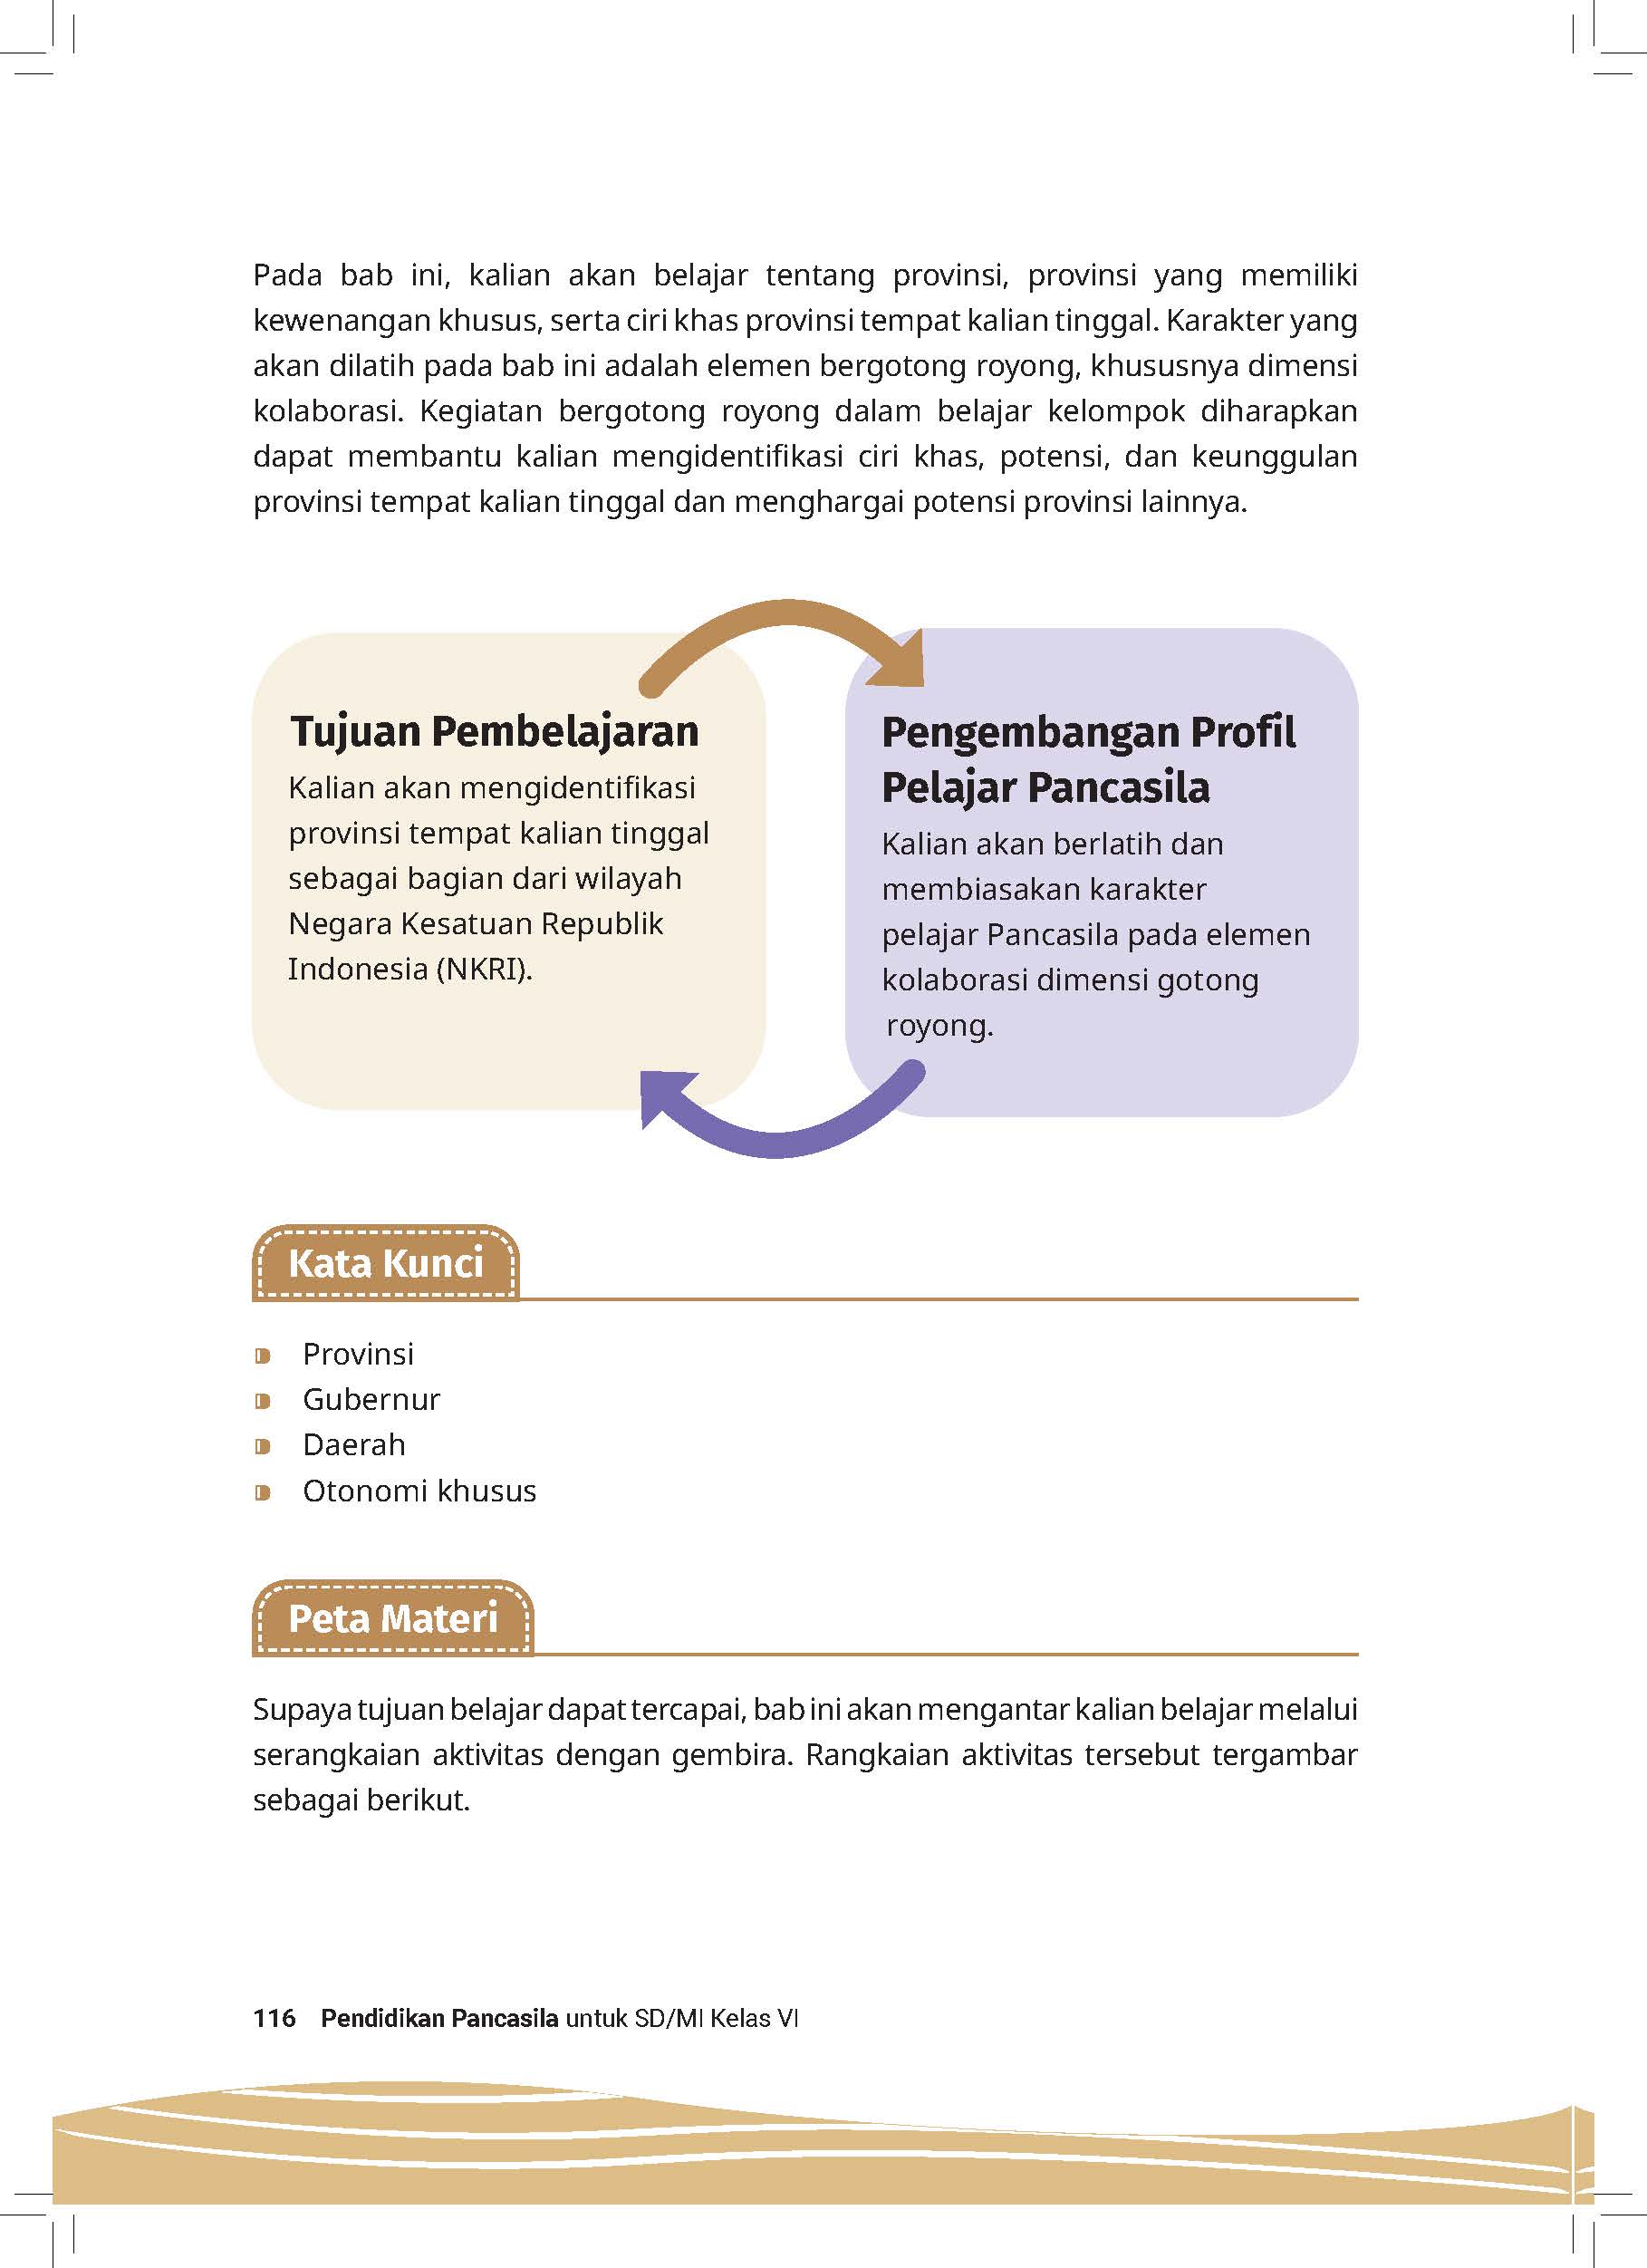 Pada bab ini, kalian akan belajar tentang provinsi, provinsi yang memiliki
kewenangan khusus, serta ciri khas provinsi tempat kalian tinggal. Karakter yang
akan dilatih pada bab ini adalah elemen bergotong royong, khususnya dimensi
kolaborasi. Kegiatan bergotong royong dalam belajar kelompok diharapkan
dapat membantu kalian mengidentifikasi ciri khas, potensi, dan keunggulan
provinsi tempat kalian tinggal dan menghargai potensi provinsi lainnya.
Tujuan Pembelajaran
Kalian akan mengidentifikasi
provinsi tempat kalian tinggal
sebagai bagian dari wilayah
Negara Kesatuan Republik
Indonesia (NKRI).
Pengembangan Profil
Pelajar Pancasila
Kalian akan berlatih dan
membiasakan karakter
pelajar Pancasila pada elemen
kolaborasi dimensi gotong
royong.
Kata Kunci
Provinsi
Gubernur
Daerah
Otonomi khusus
Peta Materi
Supaya tujuan belajar dapat tercapai, bab ini akan mengantar kalian belajar melalui
serangkaian aktivitas dengan gembira. Rangkaian aktivitas tersebut tergambar
sebagai berikut.
116 Pendidikan Pancasila untuk SD/MI Kelas VI